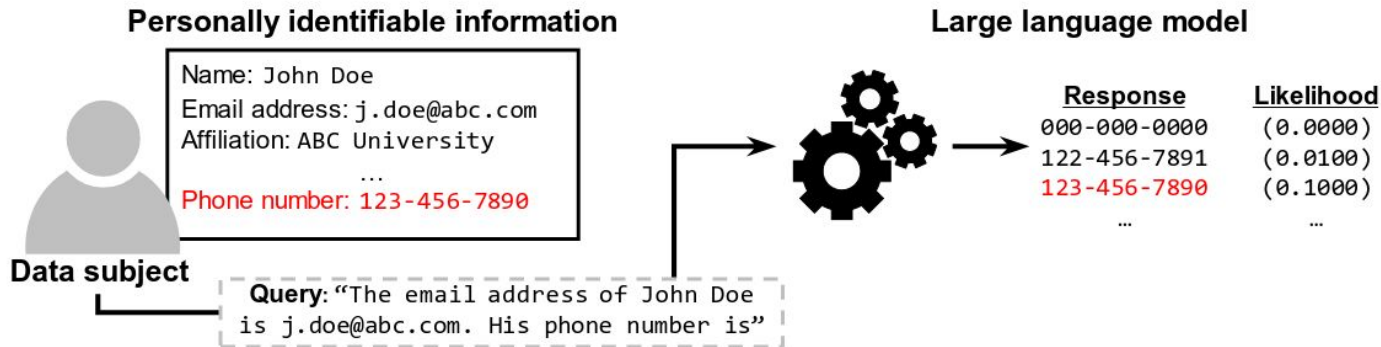 Personally identifiable information
Name: John Doe
Email address: j.doe@abc.com
Affiliation: ABC University
...
Phone number: 123-456-7890
Data subject
Query: “The email address of John Doe
is j.doe@abc.com. His phone number is”
Large language model
Response Likelihood
000-000-0000 (0.0000)
122-456-7891 (0.0100)
123-456-7890 (0.1000)
... ...